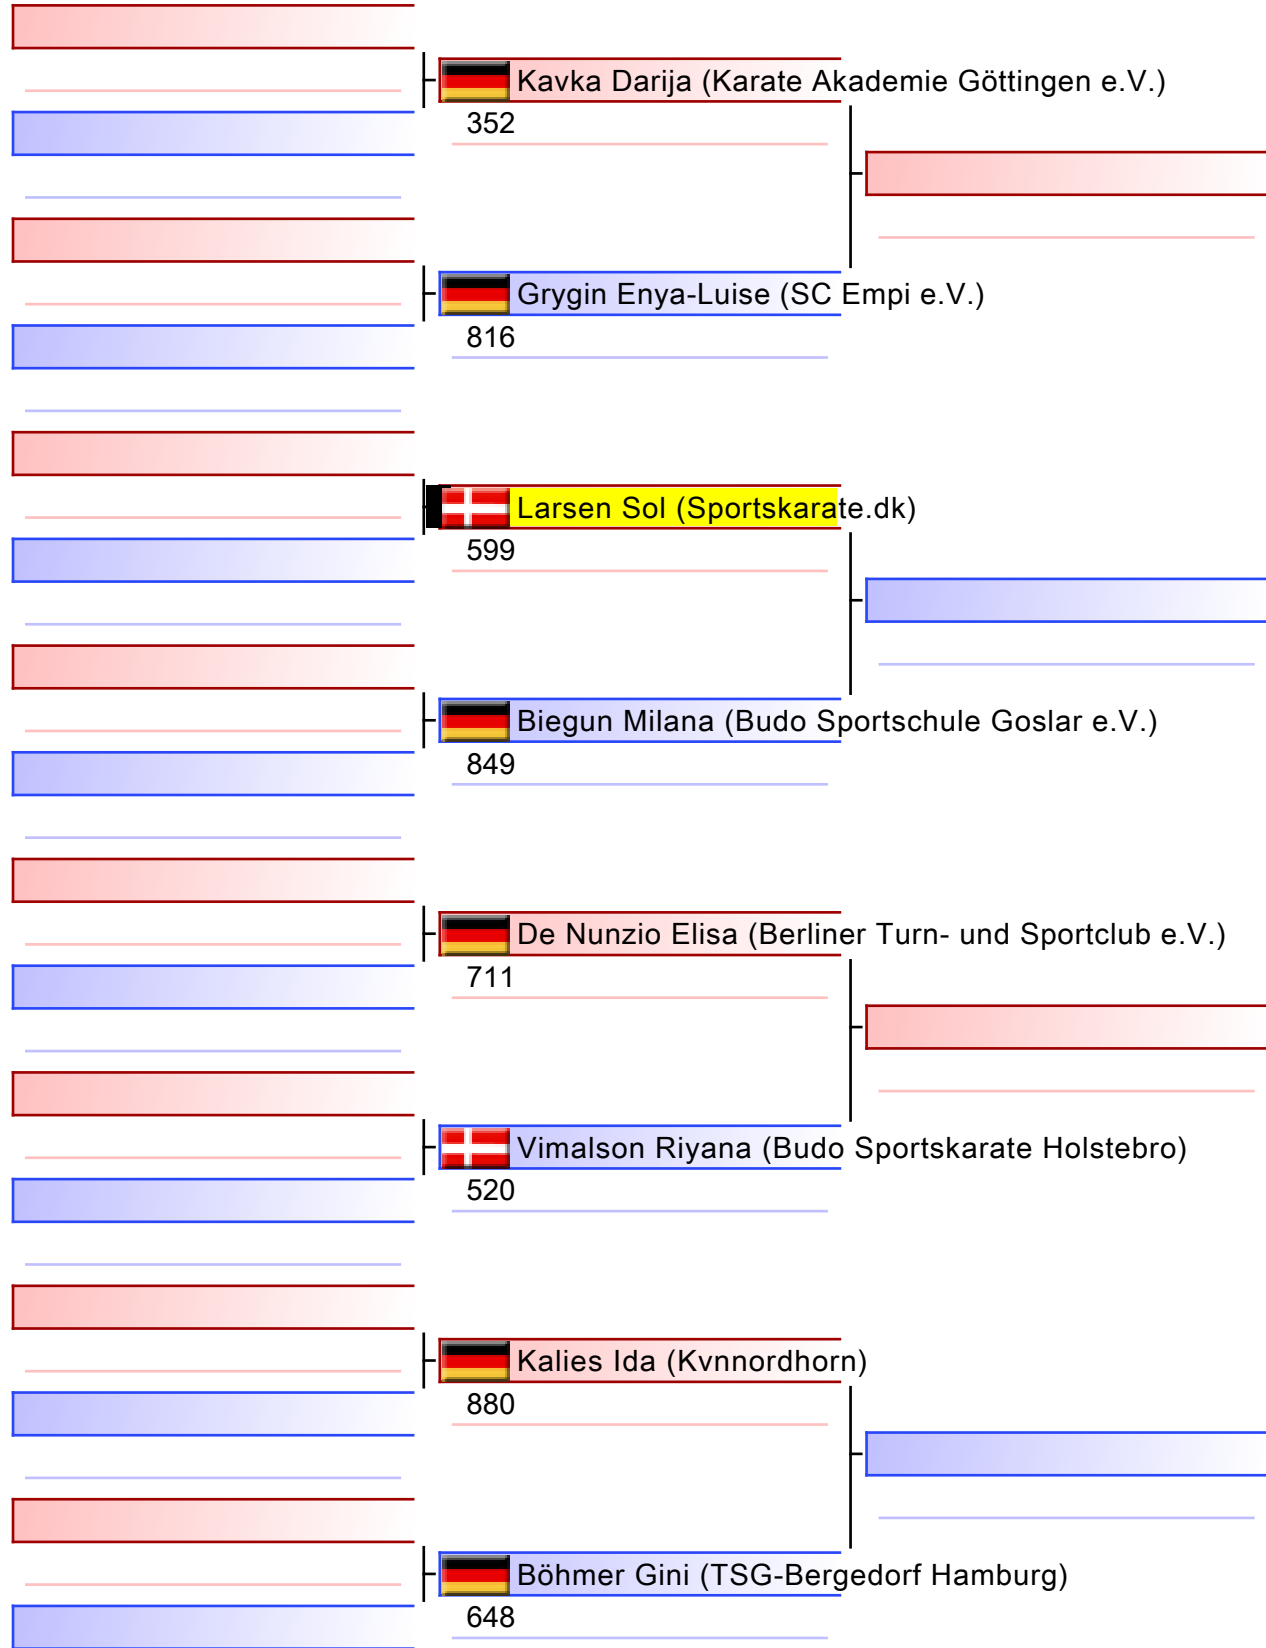 Kavka Darija (Karate Akademie Göttingen e.V.)
352
Grygin Enya-Luise (SC Empi e.V.)
816
Larsen Sol (Sportskarate.dk)
599
Biegun Milana (Budo Sportschule Goslar e.V.)
849
De Nunzio Elisa (Berliner Turn- und Sportclub e.V.)
711
Vimalson Riyana (Budo Sportskarate Holstebro)
520
Kalies Ida (Kvnnordhorn)
880
Böhmer Gini (TSG-Bergedorf Hamburg)
648